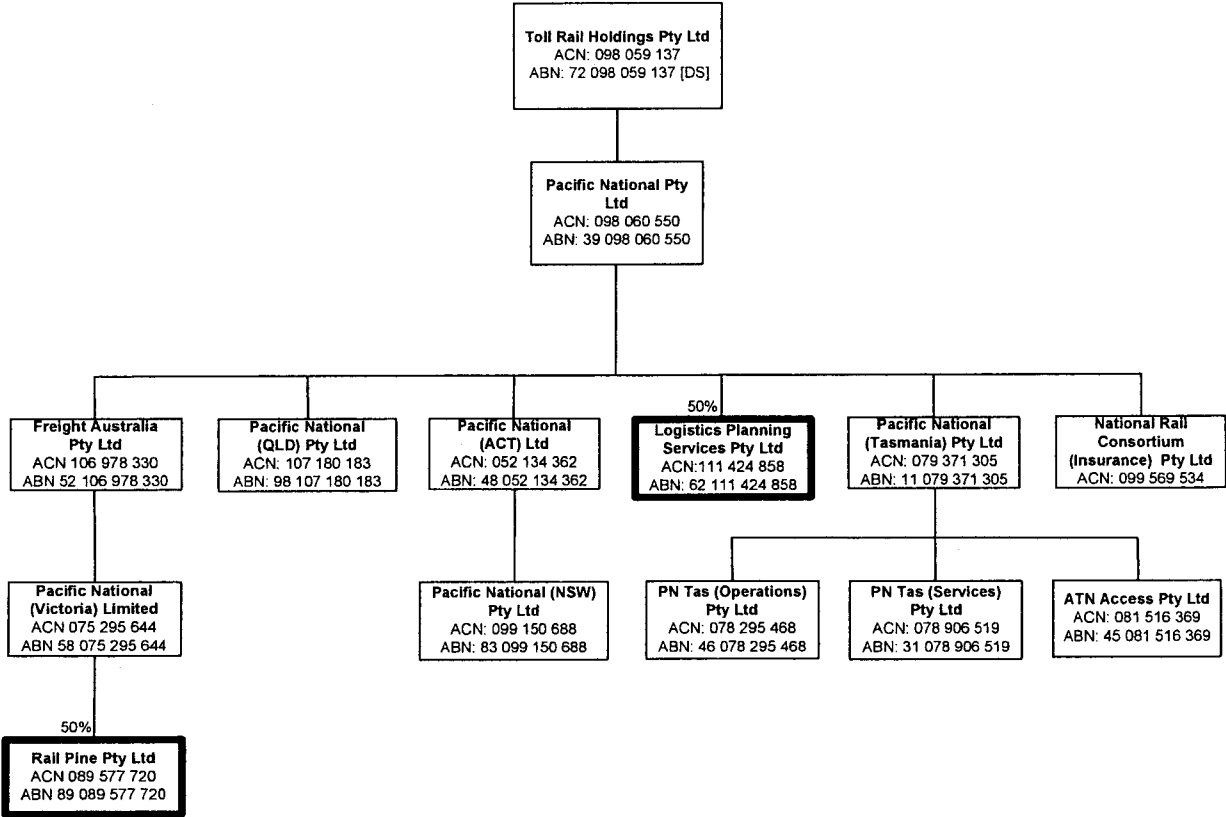 Toll Rail Holdings Pty Ltd
ACN: 098 059 137
ABN: 72 098 059 137 [DS]
Pacific National Pty
Ltd
ACN: 098 060 550
ABN: 39 098 060 550
Freight Australia
Pty Ltd
ACN 106 978 330
ABN 52 106 978 330
Pacific National
(QLD) Pty Ltd
ACN: 107 180 183
ABN: 98 107 180 183
Pacific National
(ACT) Ltd
ACN: 052 134 362
ABN: 48 052 134 362
50%
Logistics Planning
Services Pty Ltd
ACN:111 424 858
ABN: 62 111 424 858
Pacific National
(Tasmania) Pty Ltd
ACN: 079 371 305
ABN: 11 079 371 305
National Rail
Consortium
(Insurance) Pty Ltd
ACN: 099 569 534
Pacific National
(Victoria) Limited
ACN 075 295 644
ABN 58 075 295 644
Pacific National (NSW)
Pty Ltd
ACN: 099 150 688
ABN: 83 099 150 688
PN Tas (Operations)
Pty Ltd
ACN: 078 295 468
ABN: 46 078 295 468
PN Tas (Services)
Pty Ltd
ACN: 078 906 519
ABN: 31 078 906 519
ATN Access Pty Ltd
ACN: 081 516 369
ABN: 45 081 516 369
50%
Rail Pine Pty Ltd
ACN 089 577 720
ABN 89 089 577 720